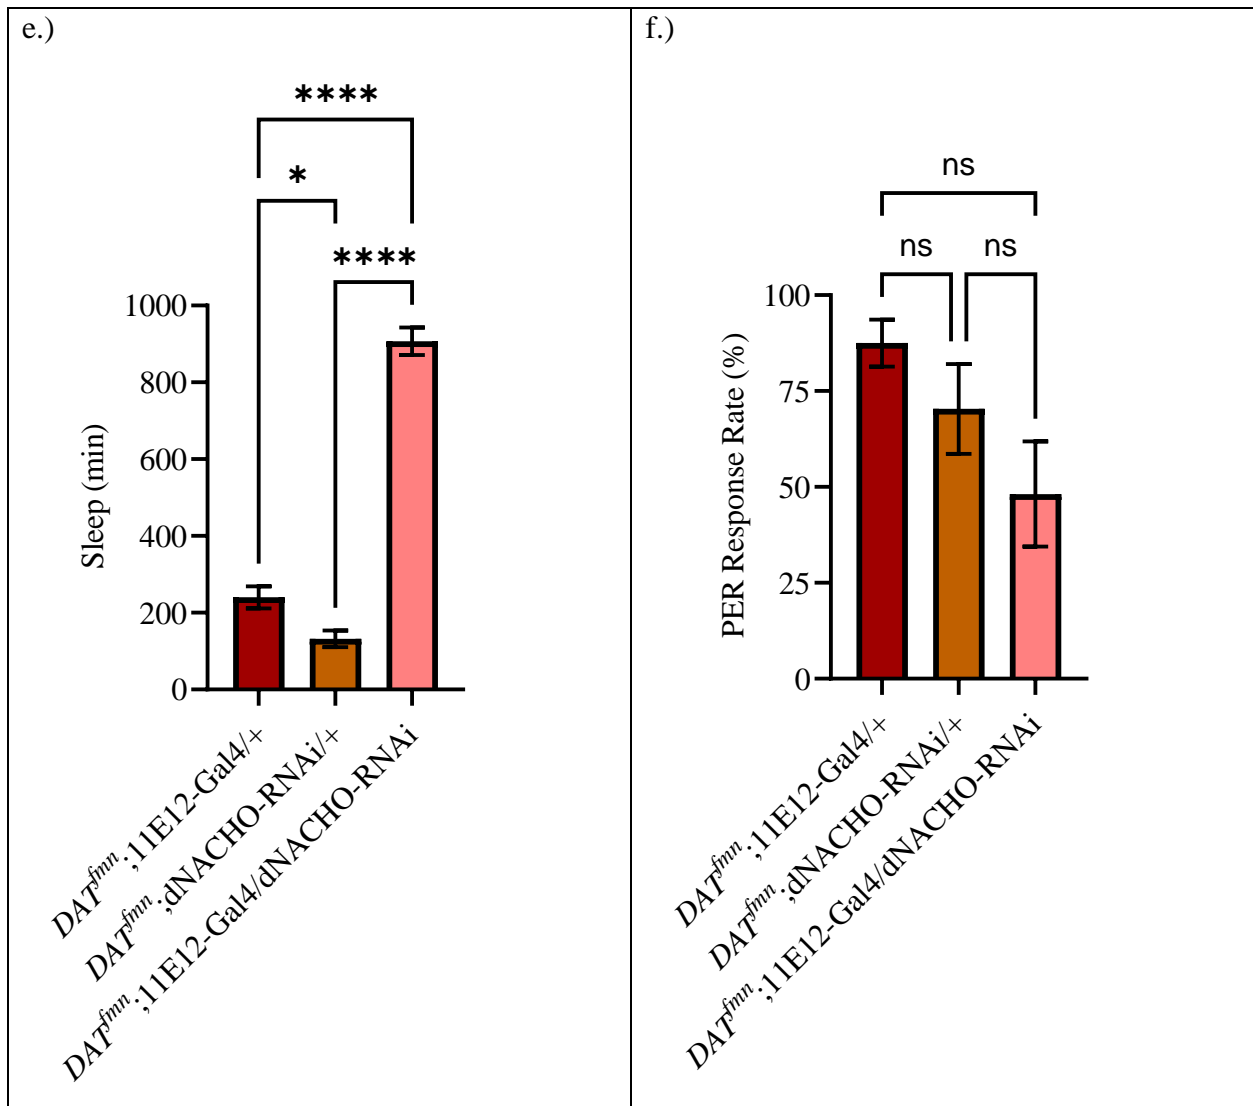 e.)
****
*
****
1000
800
600
400
200
0
Sleep (min)
DATfmn;11E12-Gal4/+
DATfmn;dNACHO-RNAi/+
DATfmn;11E12-Gal4/dNACHO-RNAi
f.)
ns
ns ns
100
75
50
25
0
PER Response Rate (%)
DATfmn;11E12-Gal4/+
DATfmn;dNACHO-RNAi/+
DATfmn;11E12-Gal4/dNACHO-RNAi